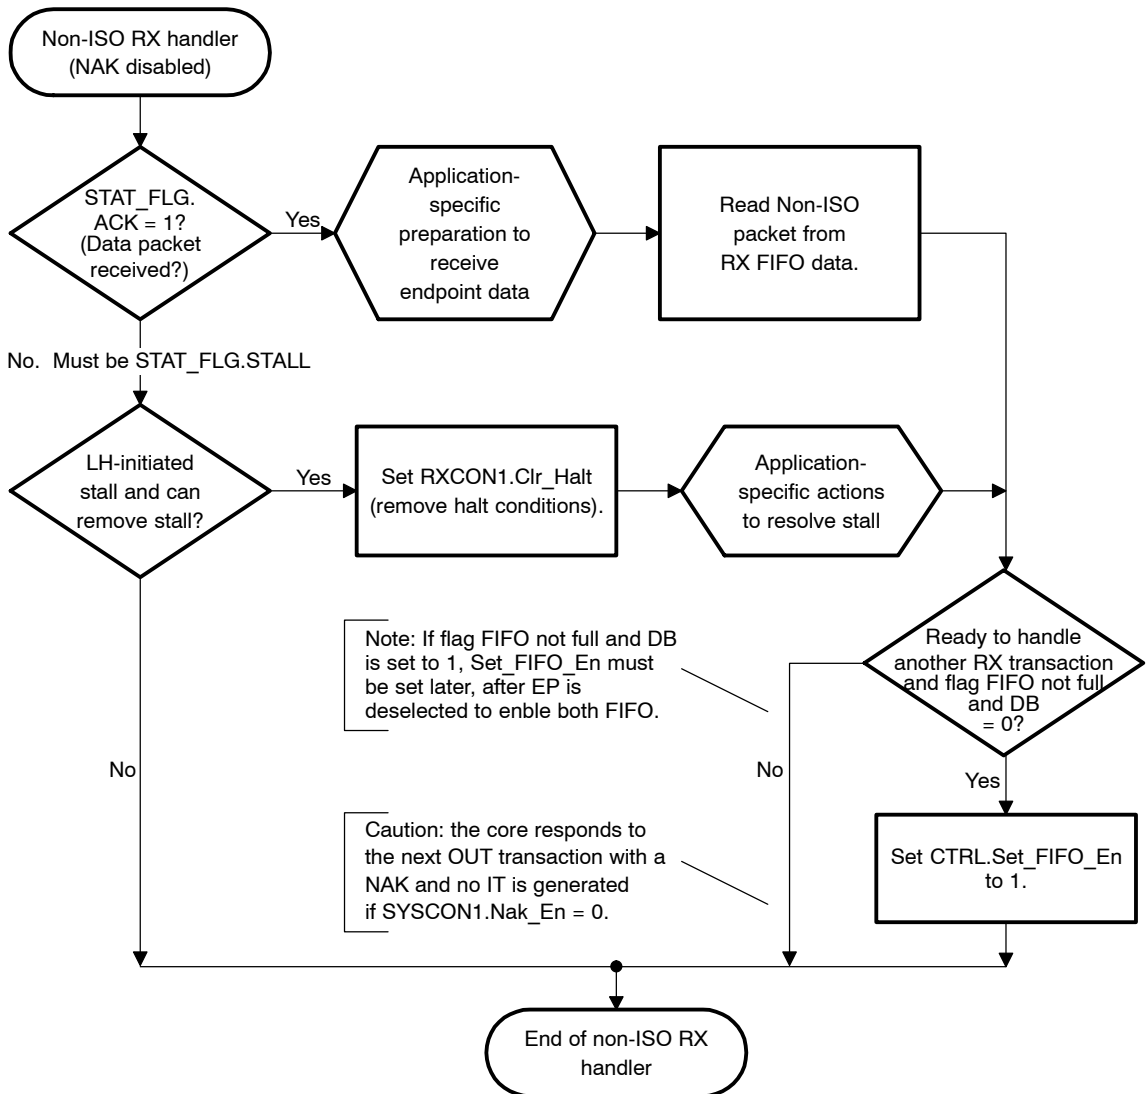 Non-ISO RX handler
(NAK disabled)
STAT_FLG.
ACK = 1?
(Data packet
received?)
Yes
Application-
specific
preparation to
receive
endpoint data
Read Non-ISO
packet from
RX FIFO data.
No.  Must be STAT_FLG.STALL
LH-initiated
stall and can
remove stall?
Yes
Set RXCON1.Clr_Halt
(remove halt conditions).
Application-
specific actions
to resolve stall
Note: If flag FIFO not full and DB
is set to 1, Set_FIFO_En must
be set later, after EP is
deselected to enble both FIFO.
Ready to handle
another RX transaction
and flag FIFO not full
and DB
= 0?
No
No
Yes
Caution: the core responds to
the next OUT transaction with a
NAK and no IT is generated
if SYSCON1.Nak_En = 0.
Set CTRL.Set_FIFO_En
to 1.
End of non-ISO RX
handler